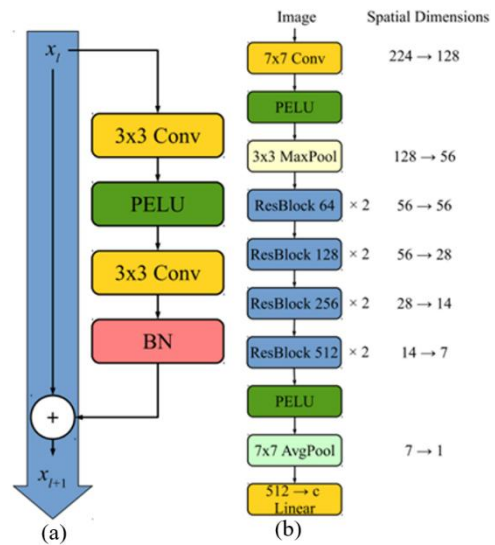 x_l
3x3 Conv
PELU
3x3 Conv
BN
+
x_{l+1}
(a)
Image Spatial Dimensions
7x7 Conv 224 → 128
PELU
3x3 MaxPool 128 → 56
ResBlock 64 × 2 56 → 56
ResBlock 128 × 2 56 → 28
ResBlock 256 × 2 28 → 14
ResBlock 512 × 2 14 → 7
PELU
7x7 AvgPool 7 → 1
512 → c
Linear
(b)